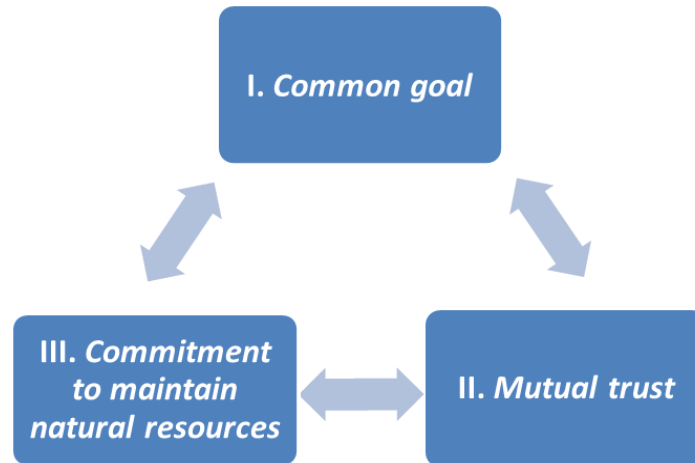 I. Common goal
III. Commitment
to maintain
natural resources
II. Mutual trust